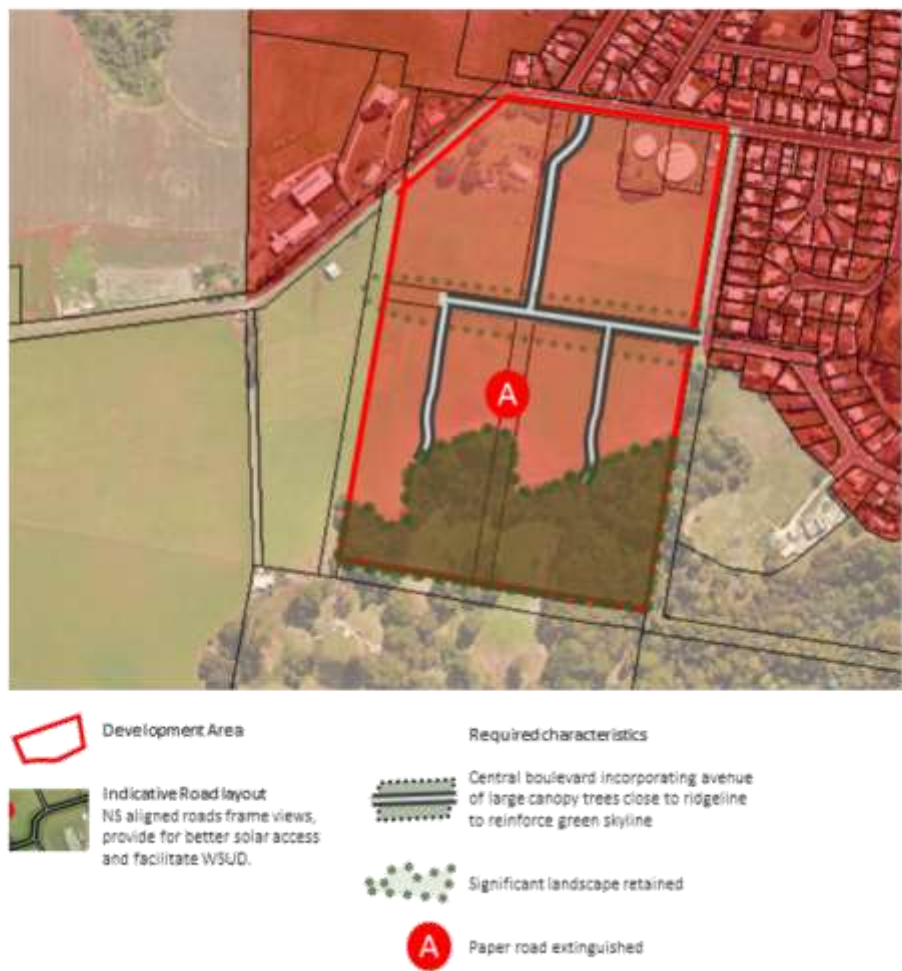 A
Development Area
Indicative Road layout
NS aligned roads frame views,
provide for better solar access
and facilitate WSUD.
Required characteristics
Central boulevard incorporating avenue
of large canopy trees close to ridgeline
to reinforce green skyline
Significant landscape retained
A
Paper road extinguished